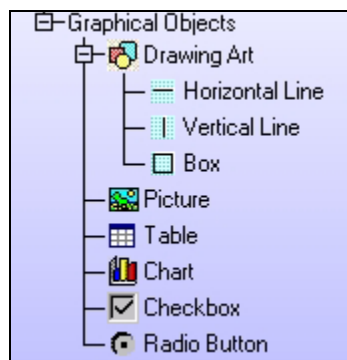 Graphical Objects
Drawing Art
Horizontal Line
Vertical Line
Box
Picture
Table
Chart
Checkbox
Radio Button